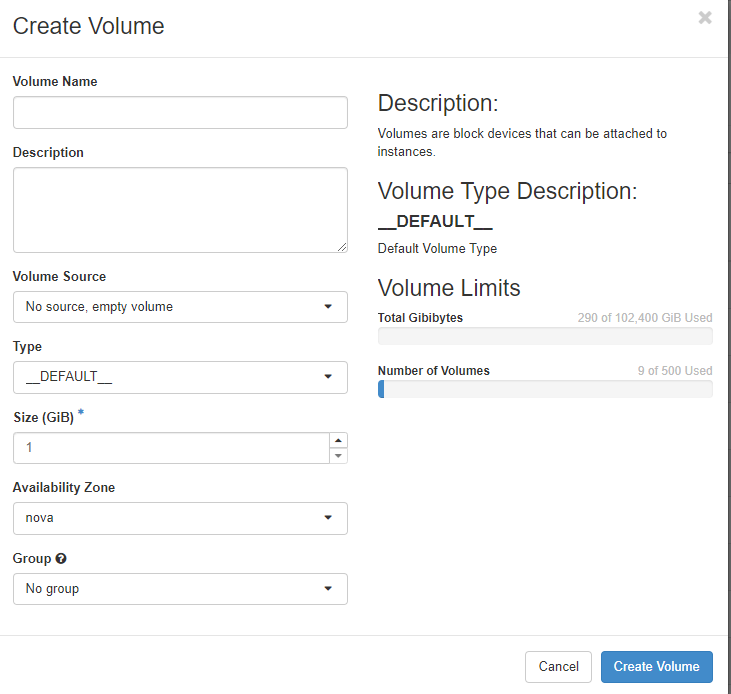 Create Volume
×
Volume Name
Description
Volume Source
No source, empty volume
Type
__DEFAULT__
Size (GiB) *
1
Availability Zone
nova
Group ?
No group
Description:
Volumes are block devices that can be attached to
instances.
Volume Type Description:
__DEFAULT__
Default Volume Type
Volume Limits
Total Gibibytes 290 of 102,400 GiB Used
Number of Volumes 9 of 500 Used
Cancel Create Volume